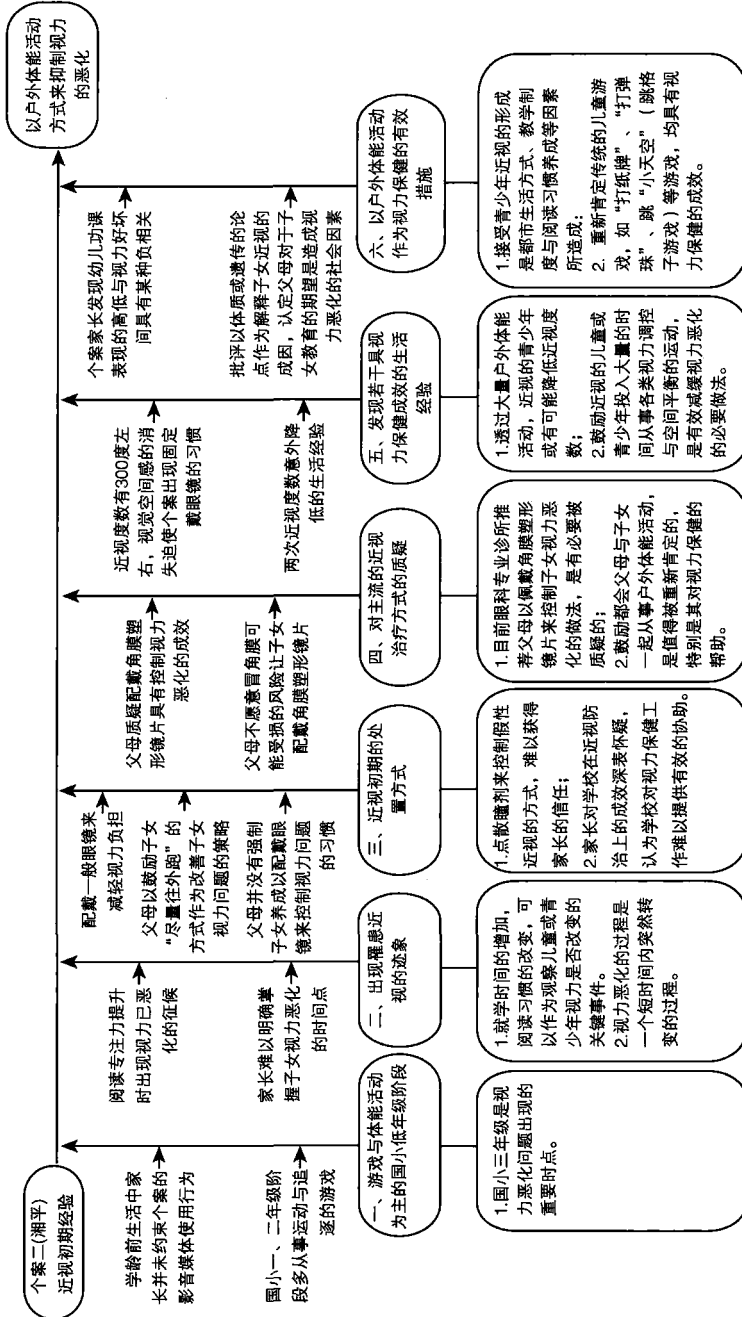 个案二(湘平)
近视初期经验
以户外体能活动
方式来抑制视力
的恶化
学龄前生活中家
长并未约束个案的
影音媒体使用行为
国小一、二年级阶
段多从事运动与追
逐的游戏
一、游戏与体能活动
为主的国小低年级阶段
1.国小三年级是视
力恶化问题出现的
重要时点。
阅读专注力提升
时出现视力已恶
化的征候
家长难以明确掌
握子女视力恶化
的时间点
二、出现罹患近
视的迹象
1.就学时间的增加,
阅读习惯的改变，可
以作为观察儿童或青
少年视力是否改变的
关键事件。
2.视力恶化的过程是
一个短时间内突然转
变的过程。
配戴一般眼镜来
减轻视力负担
父母以鼓励子女
“尽量往外跑”的
方式作为改善子女
视力问题的策略
父母并没有强制
子女养成以配戴眼
镜来控制视力问题
的习惯
三、近视初期的处
置方式
1.点散瞳剂来控制假性
近视的方式，难以获得
家长的信任；
2.家长对学校在近视防
治上的成效深表怀疑，
认为学校对视力保健工
作难以提供有效的协助。
父母质疑配戴角膜塑
形镜片具有控制视力
恶化的成效
父母不愿意冒角膜可
能受损的风险让子女
配戴角膜塑形镜片
四、对主流的近视
治疗方式的质疑
1.目前眼科专业诊所推
荐父母以佩戴角膜塑形
镜片来控制子女视力恶
化的做法，是有必要被
质疑的；
2.鼓励都会父母与子女
一起从事户外体能活动，
是值得被重新肯定的，
特别是其对视力保健的
帮助。
近视度数有300度左
右，视觉空间感的消
失迫使个案出现固定
戴眼镜的习惯
两次近视度数意外降
低的生活经验
五、发现若干具视
力保健成效的生活
经验
1.透过大量户外体能
活动，近视的青少年
或有可能降低近视度
数；
2.鼓励近视的儿童或
青少年投入大量的时
间从事各类视力调控
与空间平衡的运动，
是有效减缓视力恶化
的必要做法。
个案家长发现幼儿功课
表现的高低与视力好坏
间具有某种负相关
批评以体质或遗传的论
点作为解释子女近视的
成因，认定父母对于子
女教育的期望是造成视
力恶化的社会因素
六、以户外体能活动
作为视力保健的有效
措施
1.接受青少年近视的形成
是都市生活方式、教学制
度与阅读习惯养成等因素
所造成；
2. 重新肯定传统的儿童游
戏，如“打纸牌”、“打弹
珠”、跳“小天空”（跳格
子游戏）等游戏，均具有视
力保健的成效。